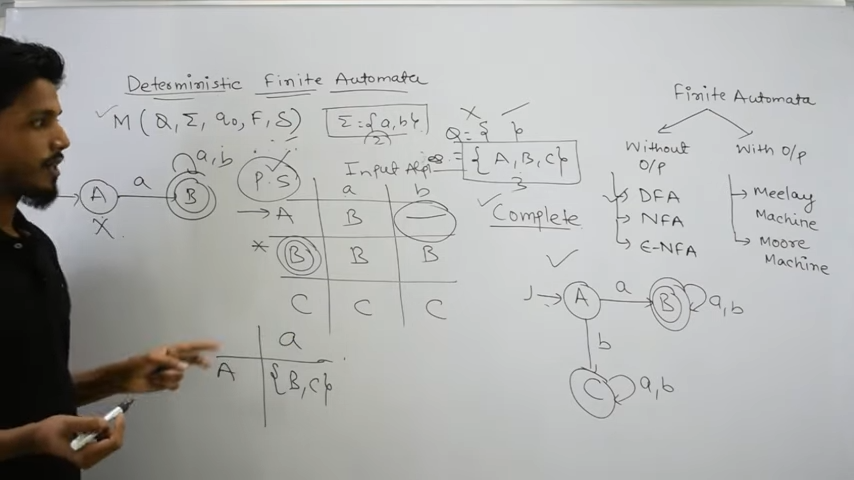 Deterministic Finite Automata
M (Q, Σ, q0, F, δ)
Σ = {a, b}
(2)
Q = { }
= {A, B, C}
3
Input Alp
A
a
B
a, b
X
P.S
a
b
A
B
—
* B
B
B
C
C
C
Complete
a
A
{B, C}
Finite Automata
Without
O/P
DFA
NFA
ε-NFA
With O/P
Meelay
Machine
Moore
Machine
A
a
B
a, b
b
C
a, b